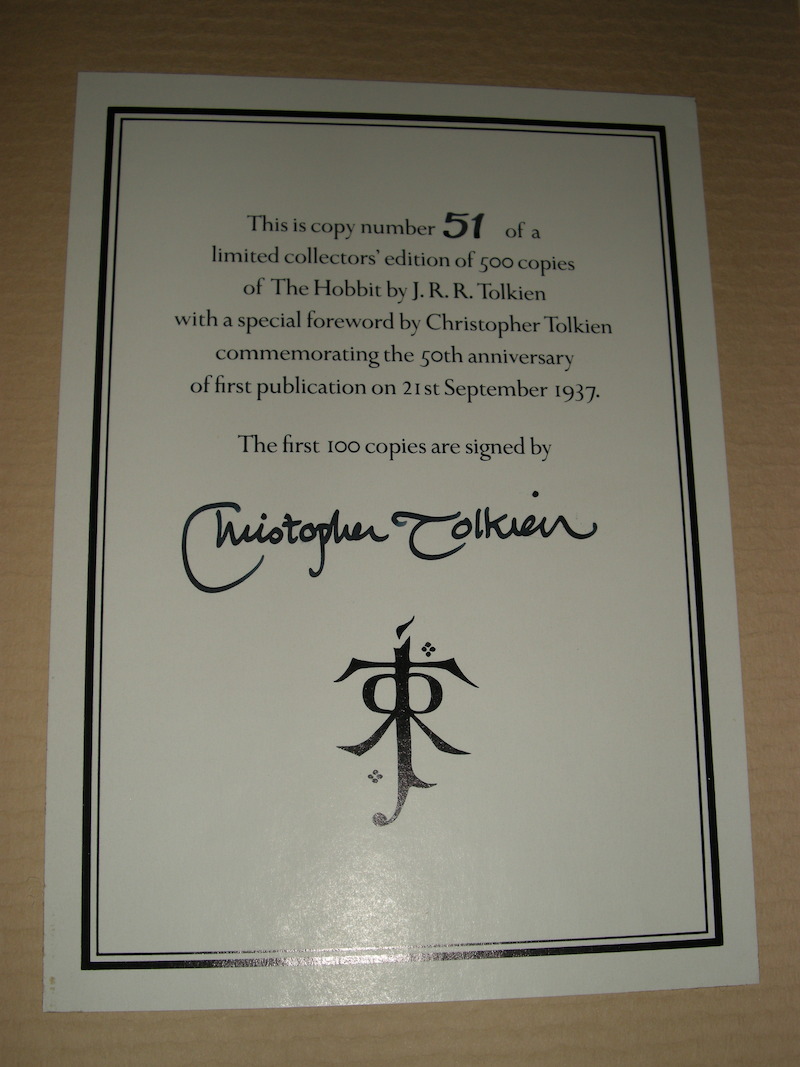 This is copy number 51 of a
limited collectors' edition of 500 copies
of The Hobbit by J. R. R. Tolkien
with a special foreword by Christopher Tolkien
commemorating the 50th anniversary
of first publication on 21st September 1937.
The first 100 copies are signed by
Christopher Tolkien